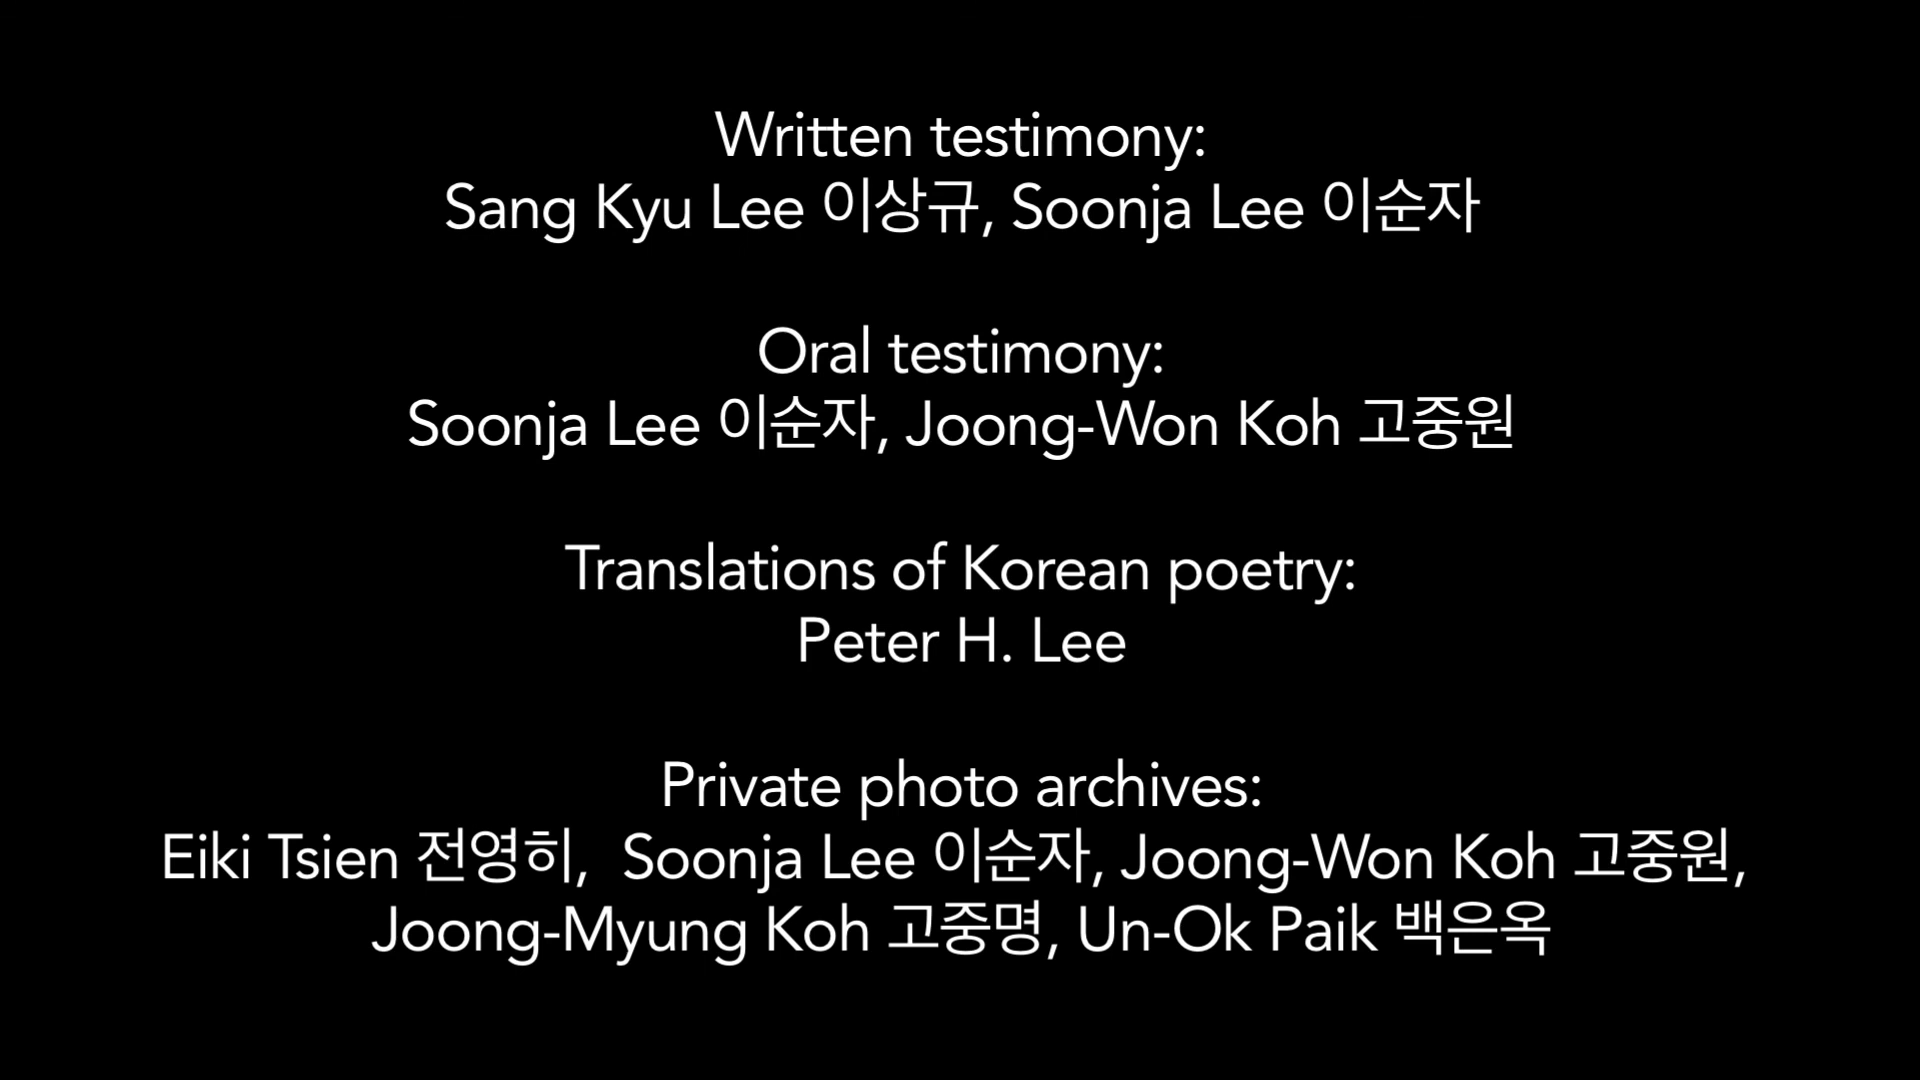 Written testimony:
Sang Kyu Lee 이상규, Soonja Lee 이순자
Oral testimony:
Soonja Lee 이순자, Joong-Won Koh 고중원
Translations of Korean poetry:
Peter H. Lee
Private photo archives:
Eiki Tsien 전영히,  Soonja Lee 이순자, Joong-Won Koh 고중원,
Joong-Myung Koh 고중명, Un-Ok Paik 백은옥